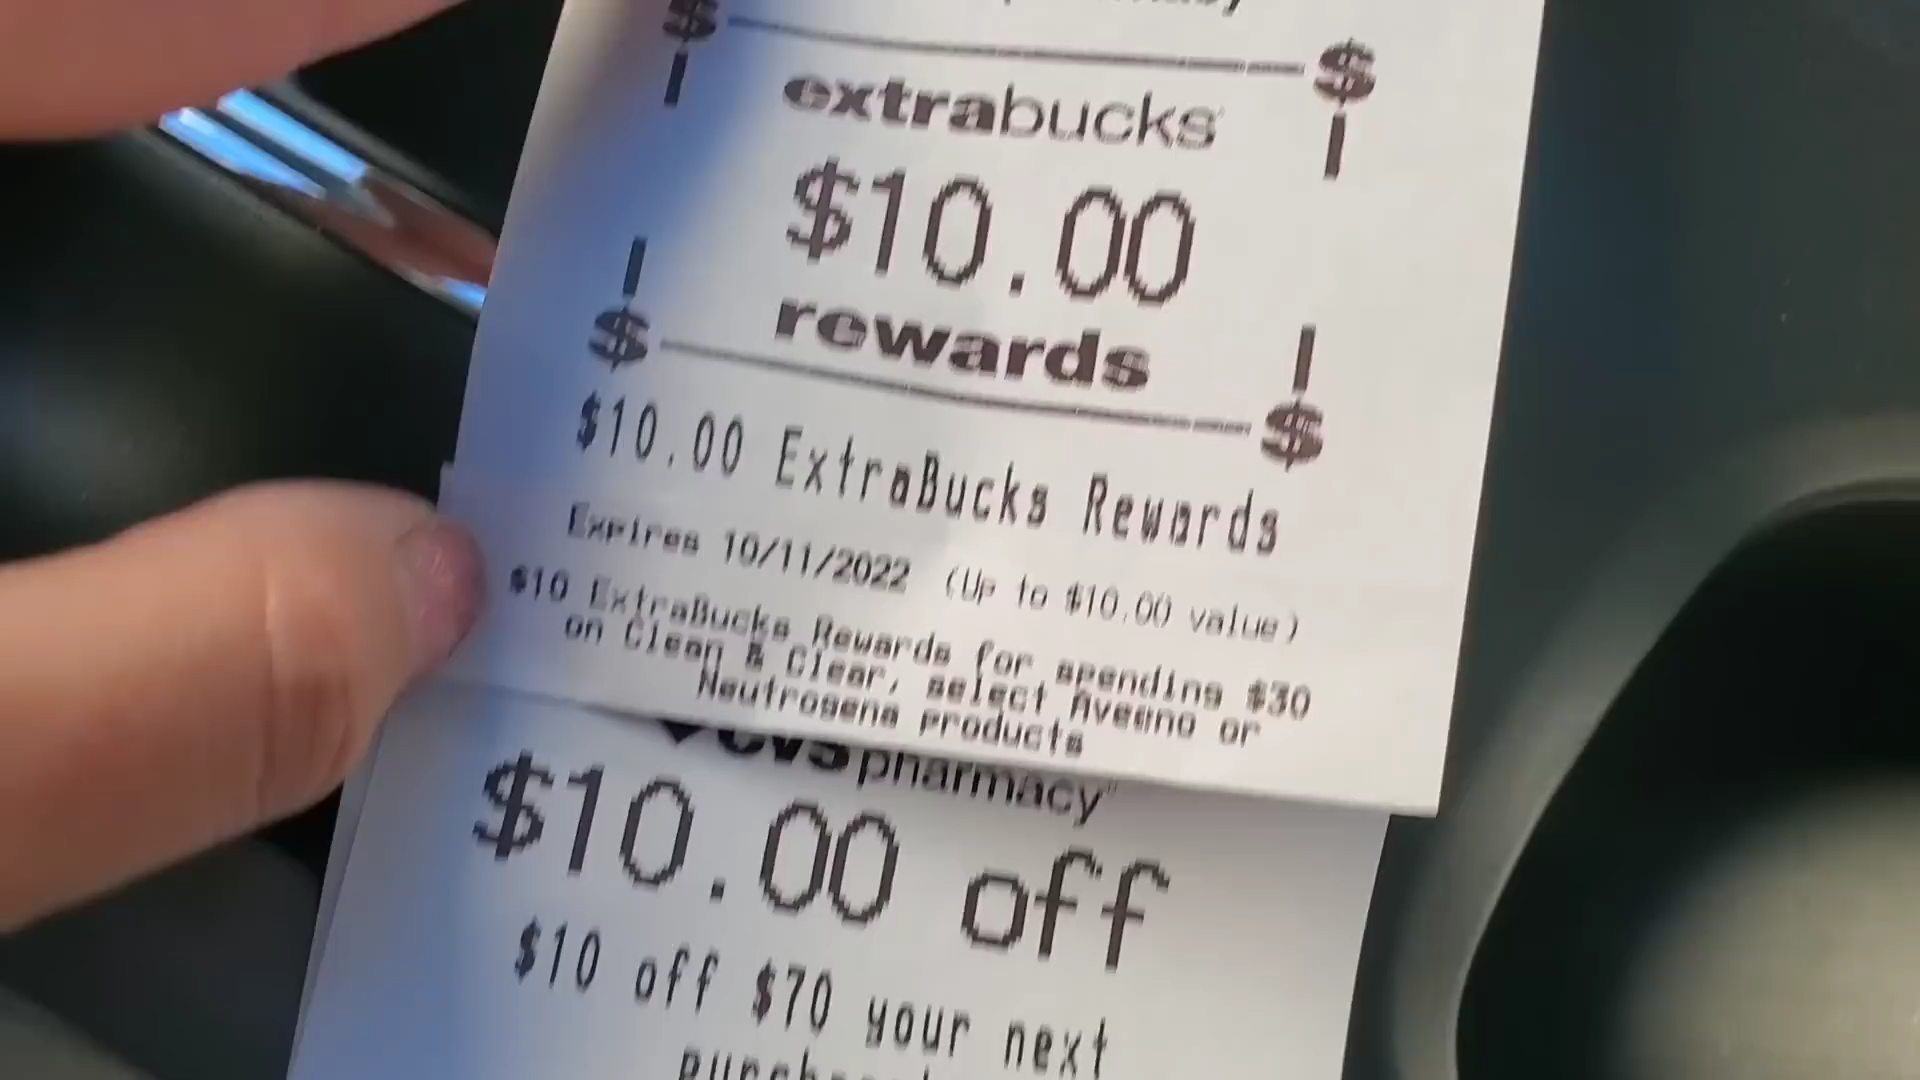 $ $
extrabucks
$10.00
rewards
$ $
$10.00 ExtraBucks Rewards
Expires 10/11/2022 (Up to $10.00 value)
$10 ExtraBucks Rewards for spending $30
on Clean & Clear, select Aveeno or
Neutrogena products
cvspharmacy
$10.00 off
$10 off $70 your next